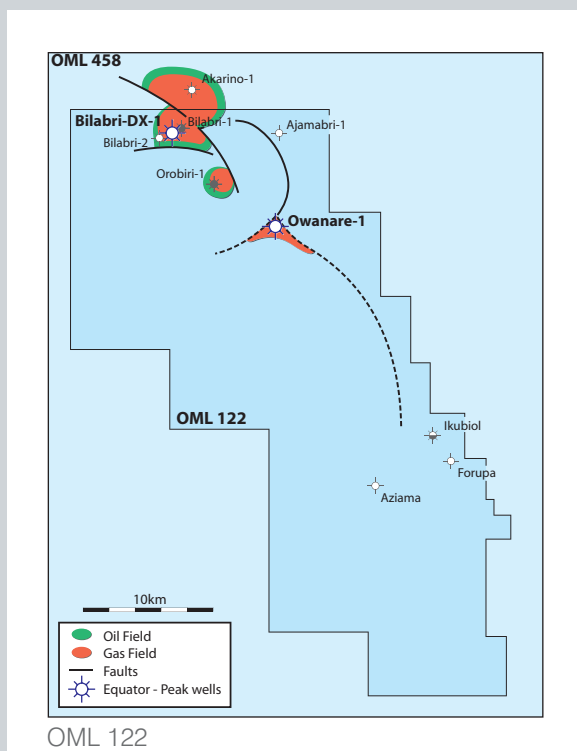 OML 458
Akarino-1
Bilabri-DX-1
Bilabri-1
Ajamabri-1
Bilabri-2
Orobiri-1
Owanare-1
OML 122
Ikubiol
Forupa
Aziama
10km
Oil Field
Gas Field
Faults
Equator - Peak wells
OML 122